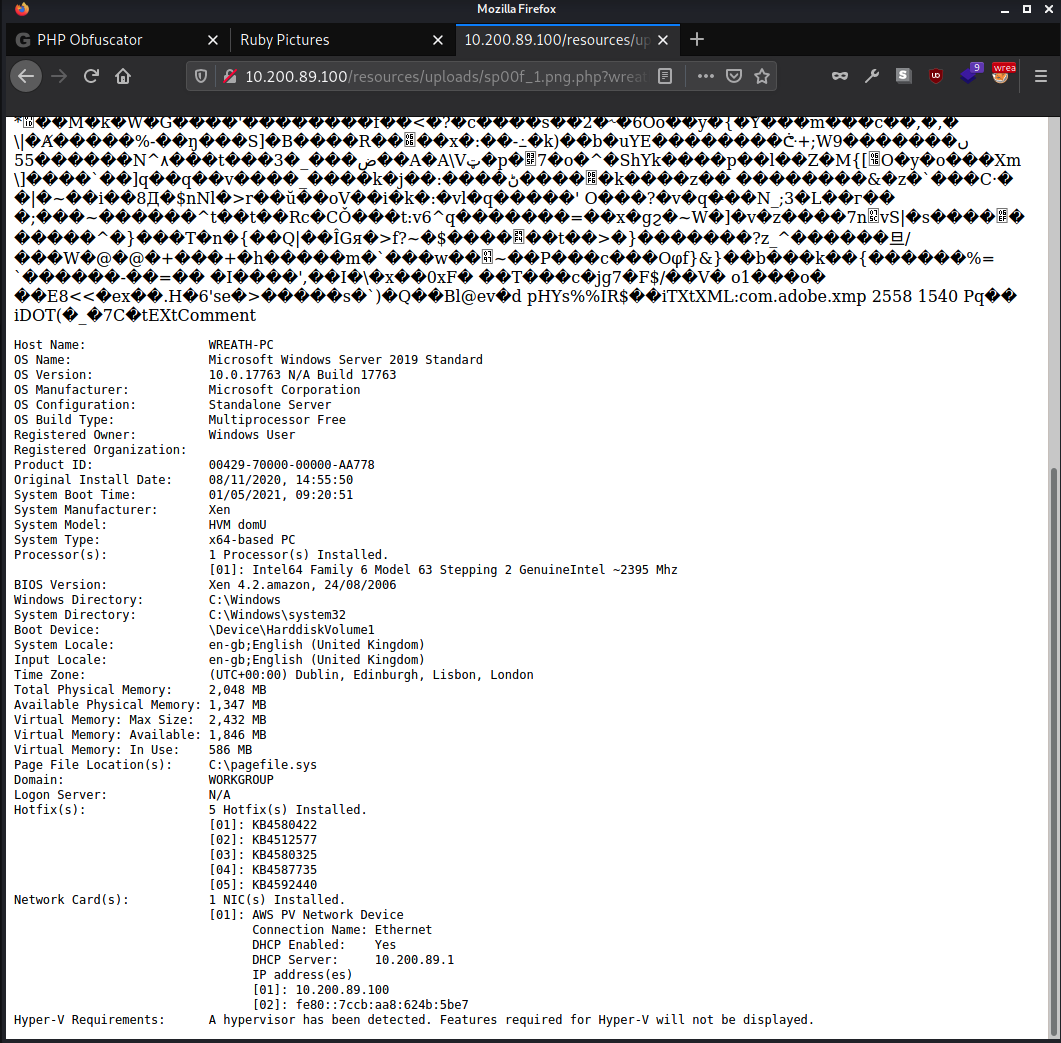 Mozilla Firefox
PHP Obfuscator
Ruby Pictures
10.200.89.100/resources/up
10.200.89.100/resources/uploads/sp00f_1.png.php?wreat
9
wrea
iTXtXML:com.adobe.xmp 2558 1540 Pq
iDOT
tEXtComment
Host Name: WREATH-PC
OS Name: Microsoft Windows Server 2019 Standard
OS Version: 10.0.17763 N/A Build 17763
OS Manufacturer: Microsoft Corporation
OS Configuration: Standalone Server
OS Build Type: Multiprocessor Free
Registered Owner: Windows User
Registered Organization:
Product ID: 00429-70000-00000-AA778
Original Install Date: 08/11/2020, 14:55:50
System Boot Time: 01/05/2021, 09:20:51
System Manufacturer: Xen
System Model: HVM domU
System Type: x64-based PC
Processor(s): 1 Processor(s) Installed.
[01]: Intel64 Family 6 Model 63 Stepping 2 GenuineIntel ~2395 Mhz
BIOS Version: Xen 4.2.amazon, 24/08/2006
Windows Directory: C:\Windows
System Directory: C:\Windows\system32
Boot Device: \Device\HarddiskVolume1
System Locale: en-gb;English (United Kingdom)
Input Locale: en-gb;English (United Kingdom)
Time Zone: (UTC+00:00) Dublin, Edinburgh, Lisbon, London
Total Physical Memory: 2,048 MB
Available Physical Memory: 1,347 MB
Virtual Memory: Max Size: 2,432 MB
Virtual Memory: Available: 1,846 MB
Virtual Memory: In Use: 586 MB
Page File Location(s): C:\pagefile.sys
Domain: WORKGROUP
Logon Server: N/A
Hotfix(s): 5 Hotfix(s) Installed.
[01]: KB4580422
[02]: KB4512577
[03]: KB4580325
[04]: KB4587735
[05]: KB4592440
Network Card(s): 1 NIC(s) Installed.
[01]: AWS PV Network Device
Connection Name: Ethernet
DHCP Enabled: Yes
DHCP Server: 10.200.89.1
IP address(es)
[01]: 10.200.89.100
[02]: fe80::7ccb:aa8:624b:5be7
Hyper-V Requirements: A hypervisor has been detected. Features required for Hyper-V will not be displayed.